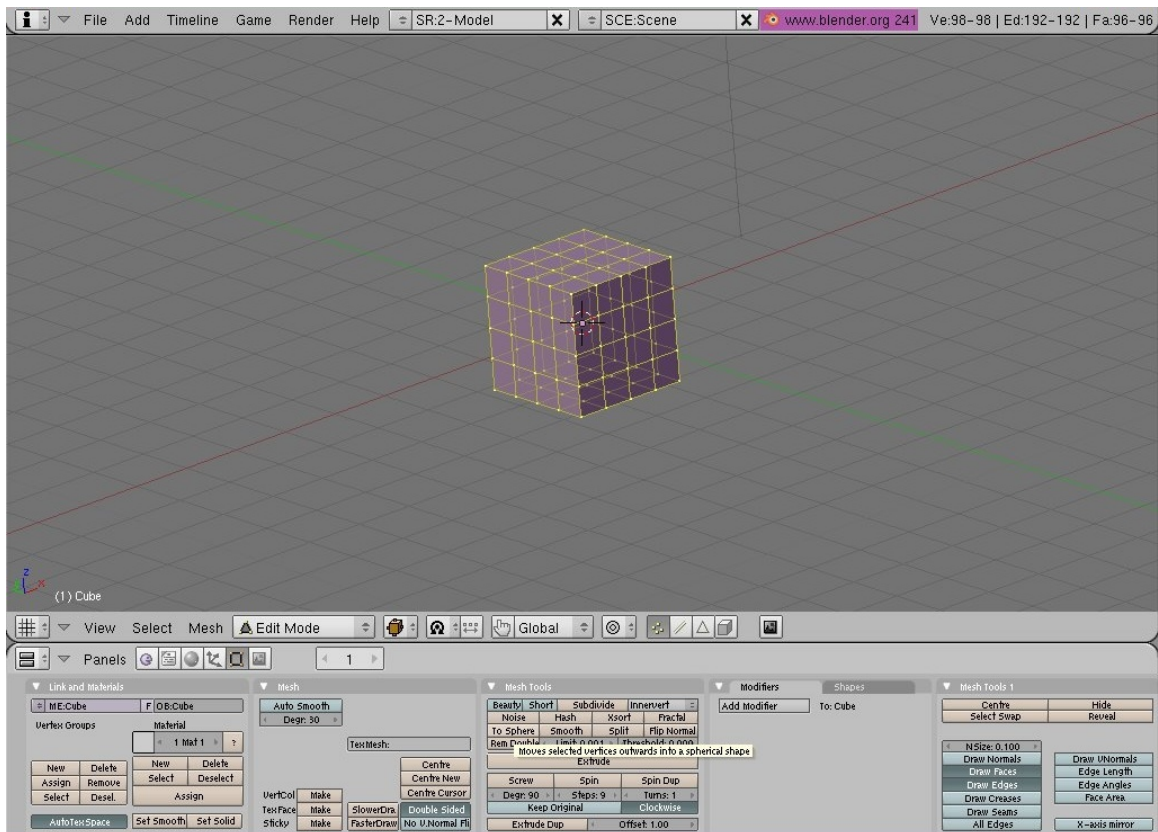 File Add Timeline Game Render Help SR:2-Model SCE:Scene www.blender.org 241 Ve:98-98 | Ed:192-192 | Fa:96-96
z
x
(1) Cube
View Select Mesh Edit Mode Global
Panels 1
Link and Materials
ME:Cube F OB:Cube
Vertex Groups Material
1 Mat 1 ?
New Delete New Delete
Assign Remove Select Deselect
Select Desel. Assign
AutoTexSpace Set Smooth Set Solid
Mesh
Auto Smooth
Degr: 30
TexMesh:
Centre
Centre New
VertCol Make Centre Cursor
TexFace Make SlowerDra Double Sided
Sticky Make FasterDraw No V.Normal Fli
Mesh Tools
Beauty Short Subdivide Innervert
Noise Hash Xsort Fractal
To Sphere Smooth Split Flip Normal
Rem Double Limit: 0.001 Threshold: 0.000
Moves selected vertices outwards into a spherical shape
Extrude
Screw Spin Spin Dup
Degr: 90 Steps: 9 Turns: 1
Keep Original Clockwise
Extrude Dup Offset: 1.00
Modifiers Shapes
Add Modifier To: Cube
Mesh Tools 1
Centre Hide
Select Swap Reveal
NSize: 0.100
Draw Normals Draw VNormals
Draw Faces Edge Length
Draw Edges Edge Angles
Draw Creases Face Area
Draw Seams
All Edges X-axis mirror